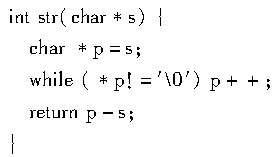 int str( char * s) {
char * p = s;
while ( * p! = '\0') p + + ;
return p - s;
}